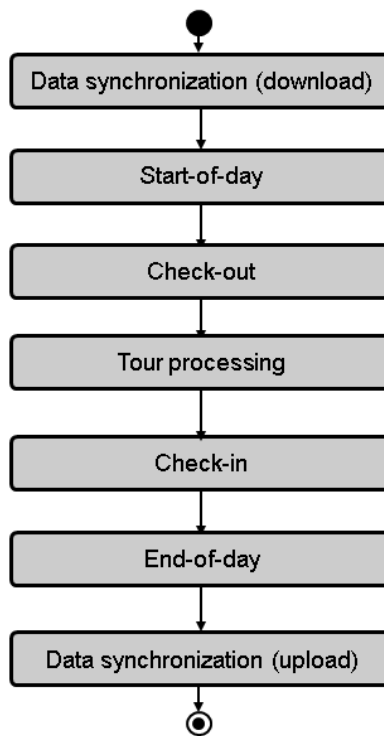 Data synchronization (download)
Start-of-day
Check-out
Tour processing
Check-in
End-of-day
Data synchronization (upload)